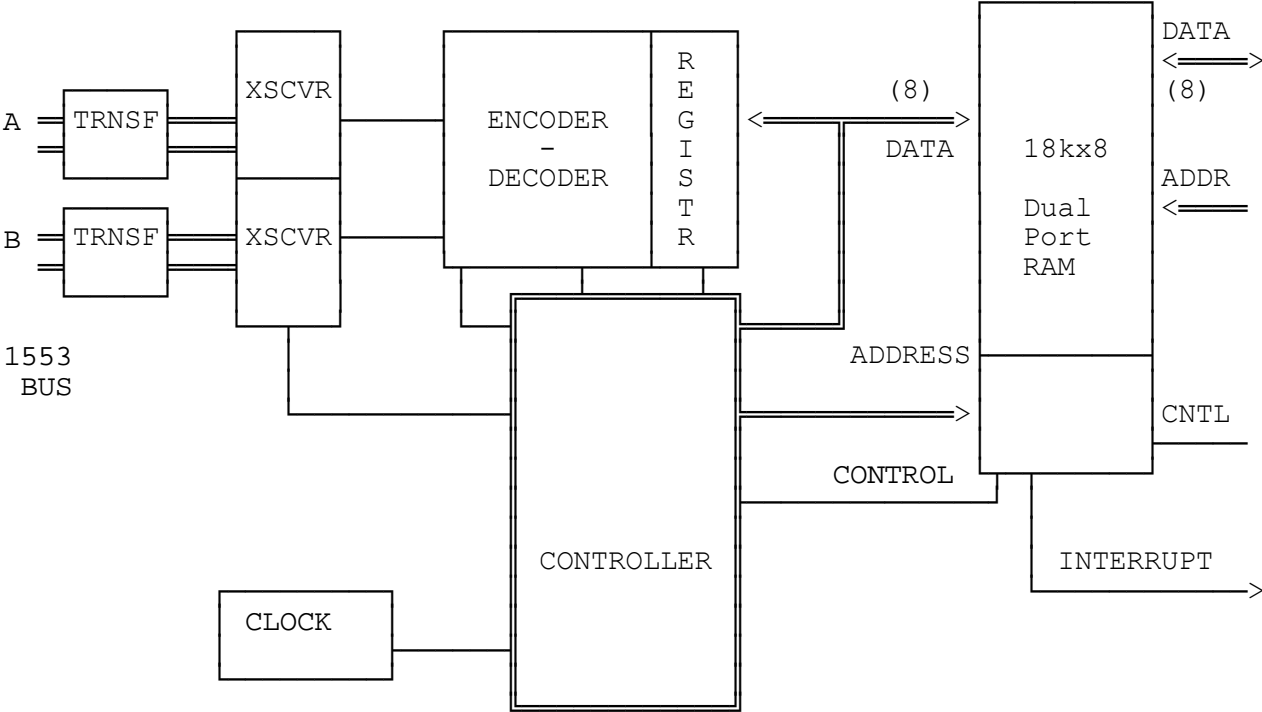 DATA
(8)
ADDR
CNTL
INTERRUPT
XSCVR
XSCVR
A
TRNSF
B
TRNSF
1553
BUS
ENCODER
-
DECODER
R
E
G
I
S
T
R
(8)
DATA
18kx8
Dual
Port
RAM
ADDRESS
CONTROL
CONTROLLER
CLOCK